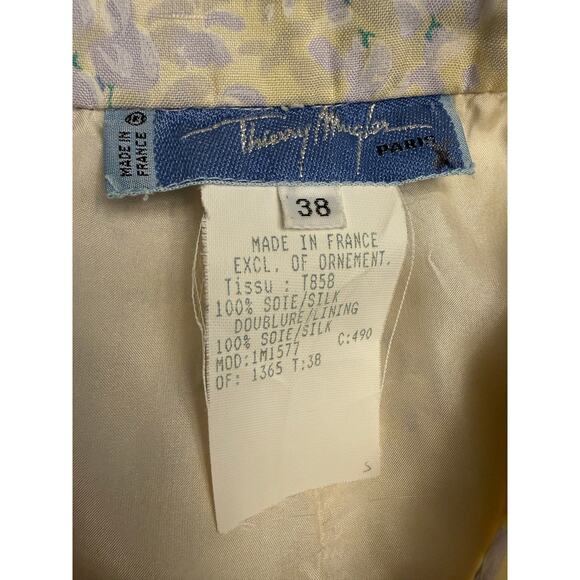 MADE IN
FRANCE
Thierry Mugler
PARIS
38
MADE IN FRANCE
EXCL. OF ORNEMENT.
Tissu : T858
100% SOIE/SILK
DOUBLURE/LINING
100% SOIE/SILK
MOD:1M1577 C:490
OF: 1365 T:38
S